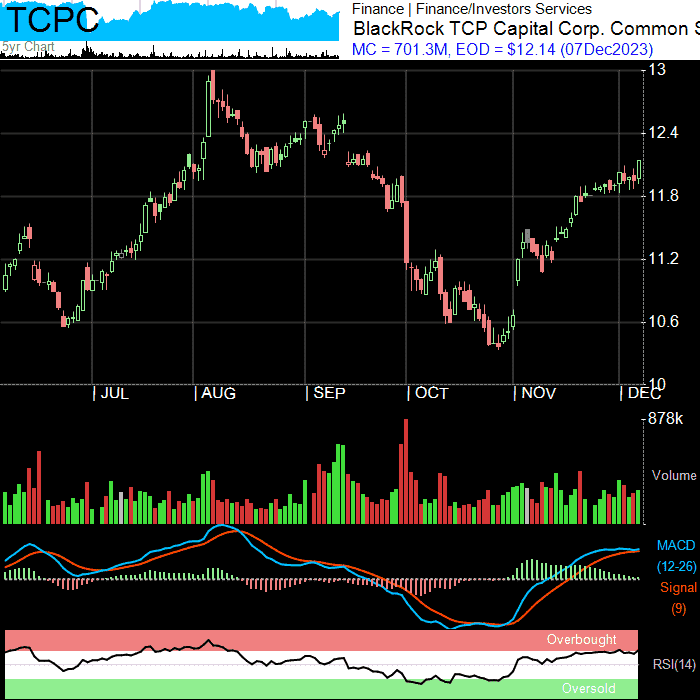 TCPC
5yr Chart
Finance | Finance/Investors Services
BlackRock TCP Capital Corp. Common S
MC = 701.3M, EOD = $12.14 (07Dec2023)
13
12.4
11.8
11.2
10.6
10
JUL
AUG
SEP
OCT
NOV
DEC
878k
Volume
MACD
(12-26)
Signal
(9)
Overbought
RSI(14)
Oversold